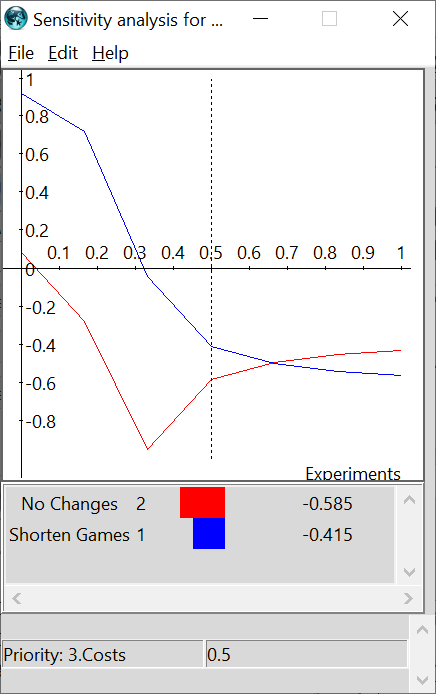 Sensitivity analysis for ...
File Edit Help
1
0.8
0.6
0.4
0.2
0.1 0.2 0.3 0.4 0.5 0.6 0.7 0.8 0.9 1
0
-0.2
-0.4
-0.6
-0.8
Experiments
No Changes 2 -0.585
Shorten Games 1 -0.415
Priority: 3.Costs 0.5